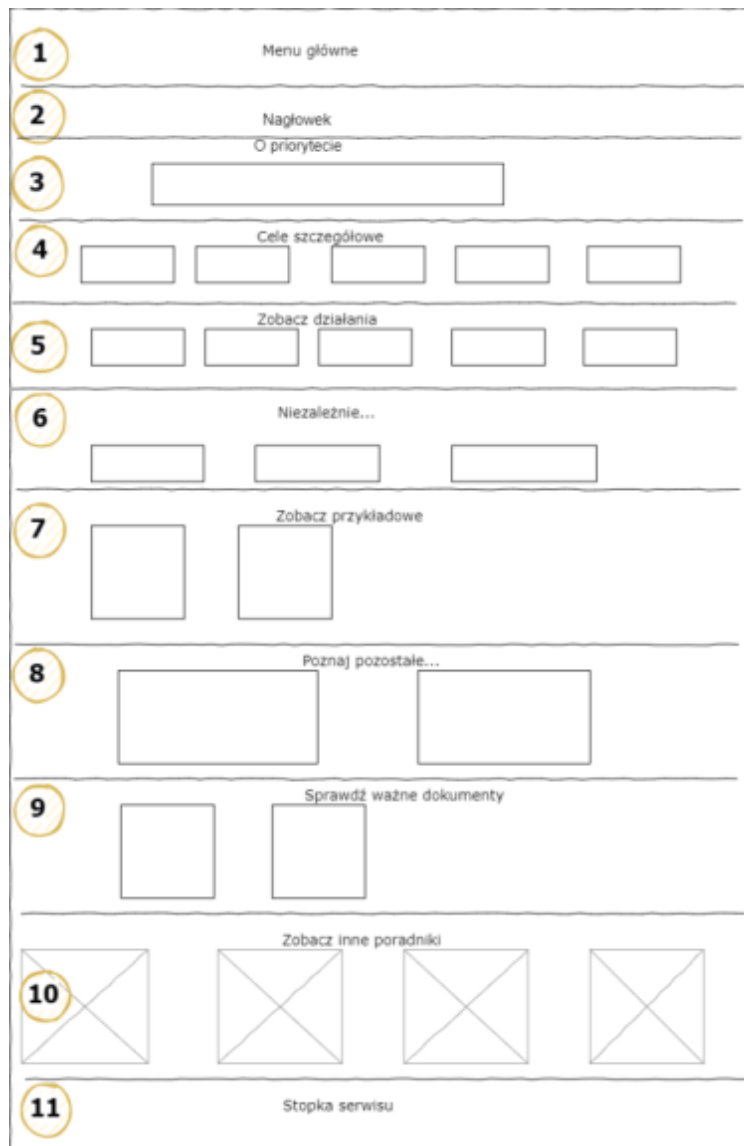 1
Menu główne
2
Nagłowek
O priorytecie
3
4
Cele szczegółowe
Zobacz działania
5
6
Niezależnie...
Zobacz przykładowe
7
Poznaj pozostałe...
8
Sprawdź ważne dokumenty
9
Zobacz inne poradniki
10
Stopka serwisu
11